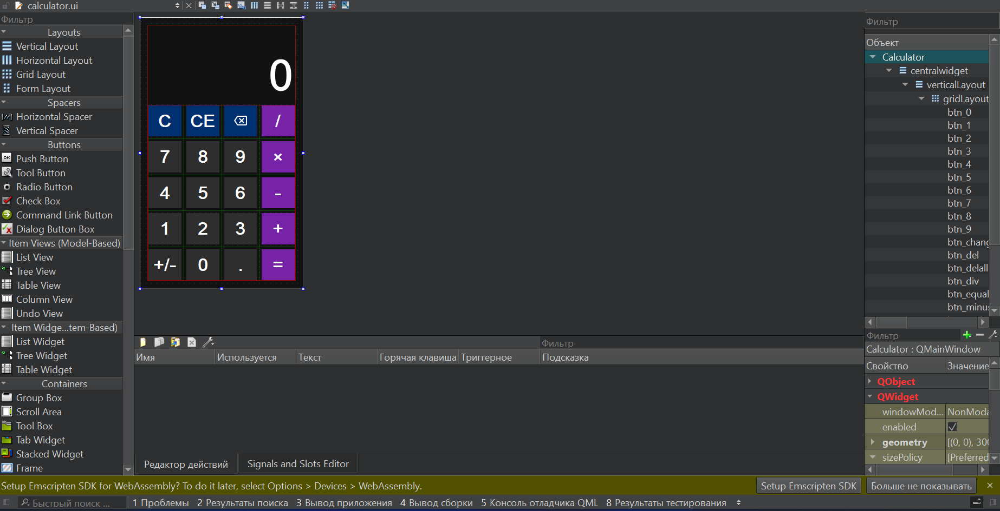 calculator.ui
Фильтр
Layouts
Vertical Layout
Horizontal Layout
Grid Layout
Form Layout
Spacers
Horizontal Spacer
Vertical Spacer
Buttons
OK Push Button
Tool Button
Radio Button
Check Box
Command Link Button
Dialog Button Box
Item Views (Model-Based)
List View
Tree View
Table View
Column View
Undo View
Item Widge...tem-Based)
List Widget
Tree Widget
Table Widget
Containers
Group Box
Scroll Area
Tool Box
Tab Widget
Stacked Widget
Frame
0
C CE ⌫ /
7 8 9 ×
4 5 6 -
1 2 3 +
+/- 0 . =
Фильтр
Имя Используется Текст Горячая клавиша Триггерное Подсказка
Редактор действий Signals and Slots Editor
Фильтр
Объект
Calculator
centralwidget
verticalLayout
gridLayout
btn_0
btn_1
btn_2
btn_3
btn_4
btn_5
btn_6
btn_7
btn_8
btn_9
btn_chang
btn_del
btn_delall
btn_div
btn_equal
btn_minus
Фильтр
Calculator : QMainWindow
Свойство Значение
QObject
QWidget
windowMod... NonModa
enabled
geometry [(0, 0), 300
sizePolicy [Preferred
Setup Emscripten SDK for WebAssembly? To do it later, select Options > Devices > WebAssembly. Setup Emscripten SDK Больше не показывать
Быстрый поиск ... 1 Проблемы 2 Результаты поиска 3 Вывод приложения 4 Вывод сборки 5 Консоль отладчика QML 8 Результаты тестирования